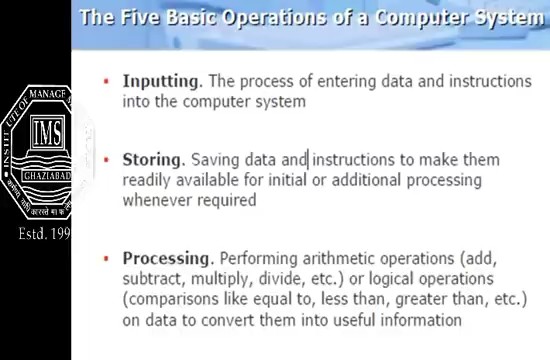 The Five Basic Operations of a Computer System
• Inputting. The process of entering data and instructions
into the computer system
• Storing. Saving data and instructions to make them
readily available for initial or additional processing
whenever required
• Processing. Performing arithmetic operations (add,
subtract, multiply, divide, etc.) or logical operations
(comparisons like equal to, less than, greater than, etc.)
on data to convert them into useful information
INSTITUTE OF MANAGE
IMS
GHAZIABAD
Estd. 199